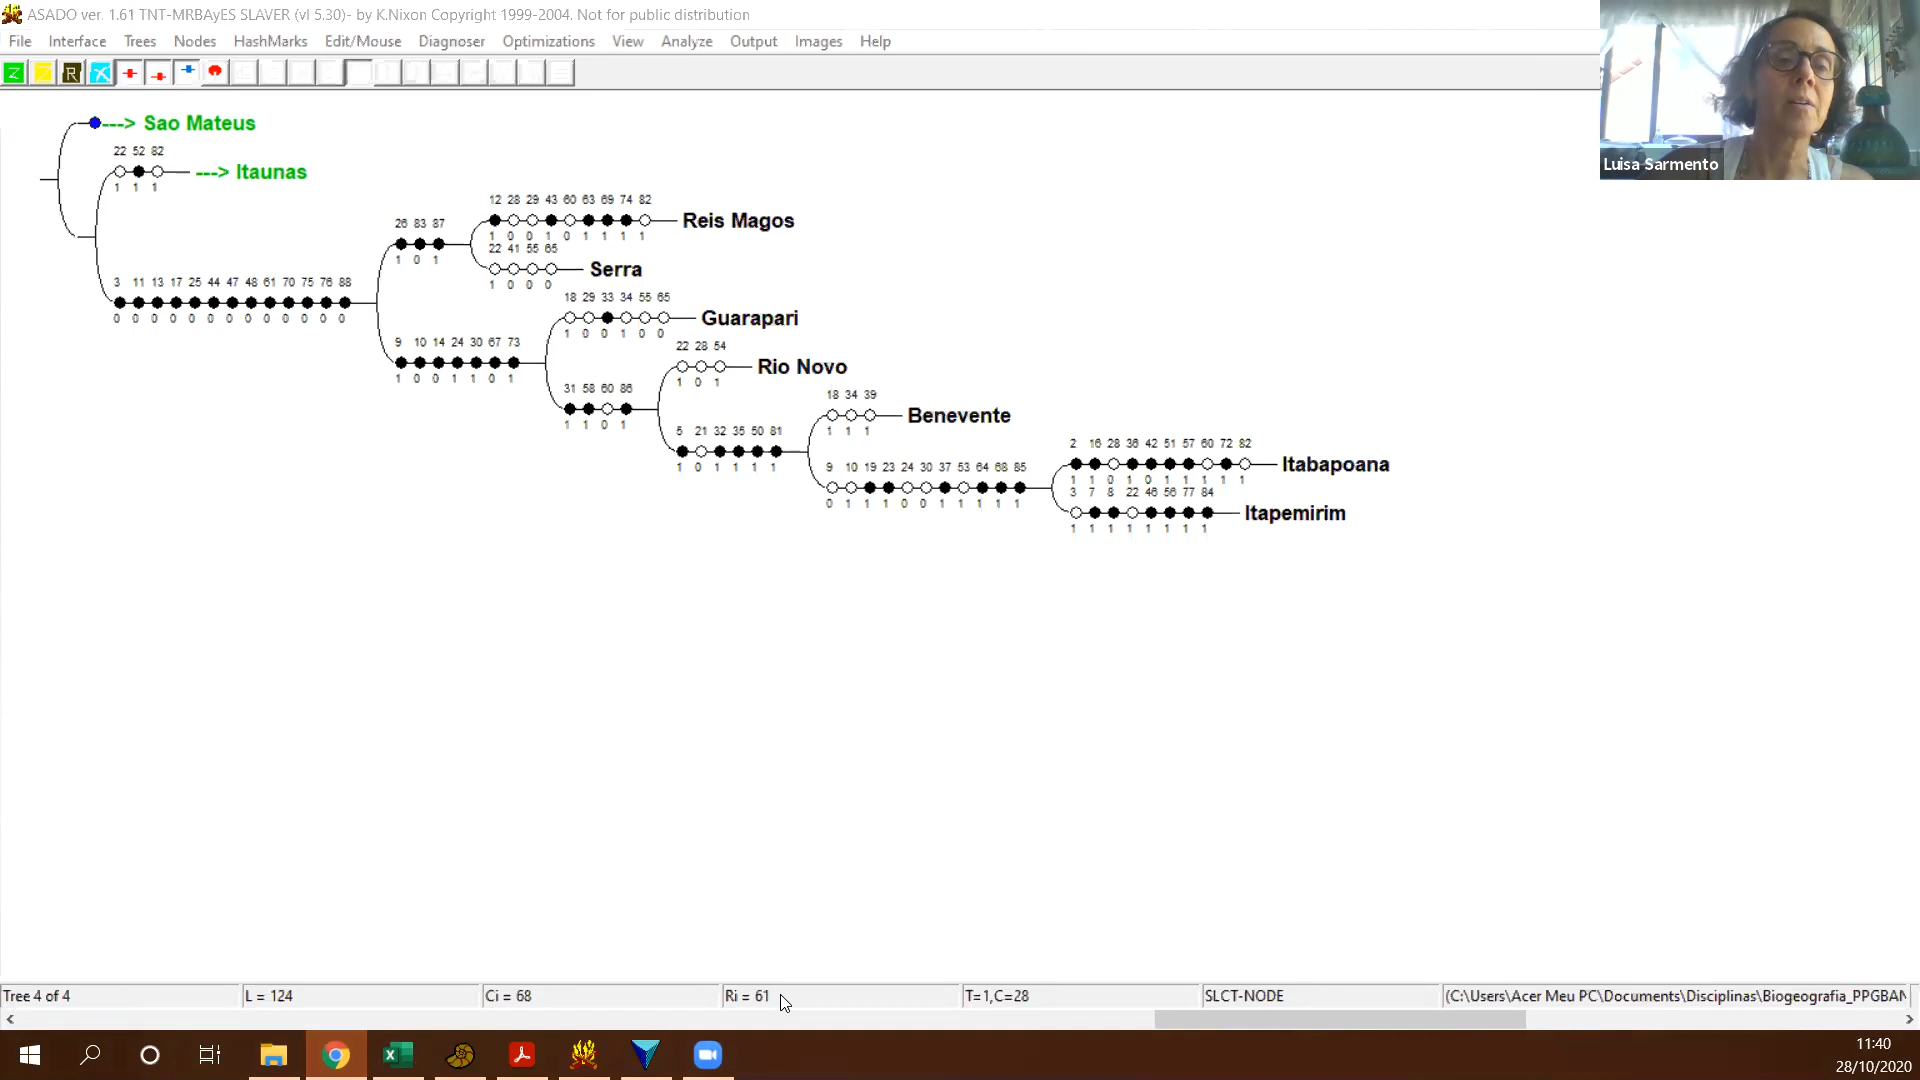 ASADO ver. 1.61 TNT-MRBAyES SLAVER (vl 5.30)- by K.Nixon Copyright 1999-2004. Not for public distribution
File Interface Trees Nodes HashMarks Edit/Mouse Diagnoser Optimizations View Analyze Output Images Help
Z R
Luisa Sarmento
---> Sao Mateus
22 52 82
---> Itaunas
1 1 1
12 28 29 43 60 63 69 74 82
Reis Magos
1 0 0 1 0 1 1 1 1
26 83 87
1 0 1
22 41 55 65
Serra
1 0 0 0
3 11 13 17 25 44 47 48 61 70 75 76 88
0 0 0 0 0 0 0 0 0 0 0 0 0
18 29 33 34 55 65
Guarapari
1 0 0 1 0 0
9 10 14 24 30 67 73
1 0 0 1 1 0 1
22 28 54
Rio Novo
1 0 1
31 58 60 86
1 1 0 1
18 34 39
Benevente
1 1 1
5 21 32 35 50 81
1 0 1 1 1 1
2 16 28 36 42 51 57 60 72 82
Itabapoana
1 1 0 1 0 1 1 1 1 1
9 10 19 23 24 30 37 53 64 68 85
0 1 1 1 0 0 1 1 1 1 1
3 7 8 22 46 56 77 84
Itapemirim
1 1 1 1 1 1 1 1
Tree 4 of 4
L = 124
Ci = 68
Ri = 61
T=1,C=28
SLCT-NODE
(C:\Users\Acer Meu PC\Documents\Disciplinas\Biogeografia_PPGBAN
11:40
28/10/2020